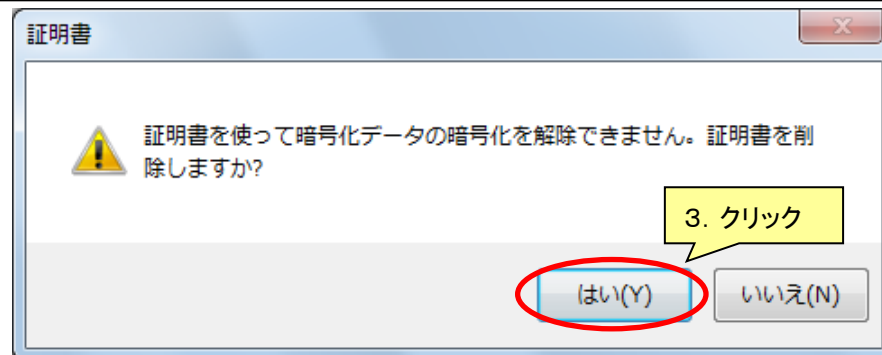 証明書
証明書を使って暗号化データの暗号化を解除できません。証明書を削
除しますか?
3．クリック
はい(Y)
いいえ(N)